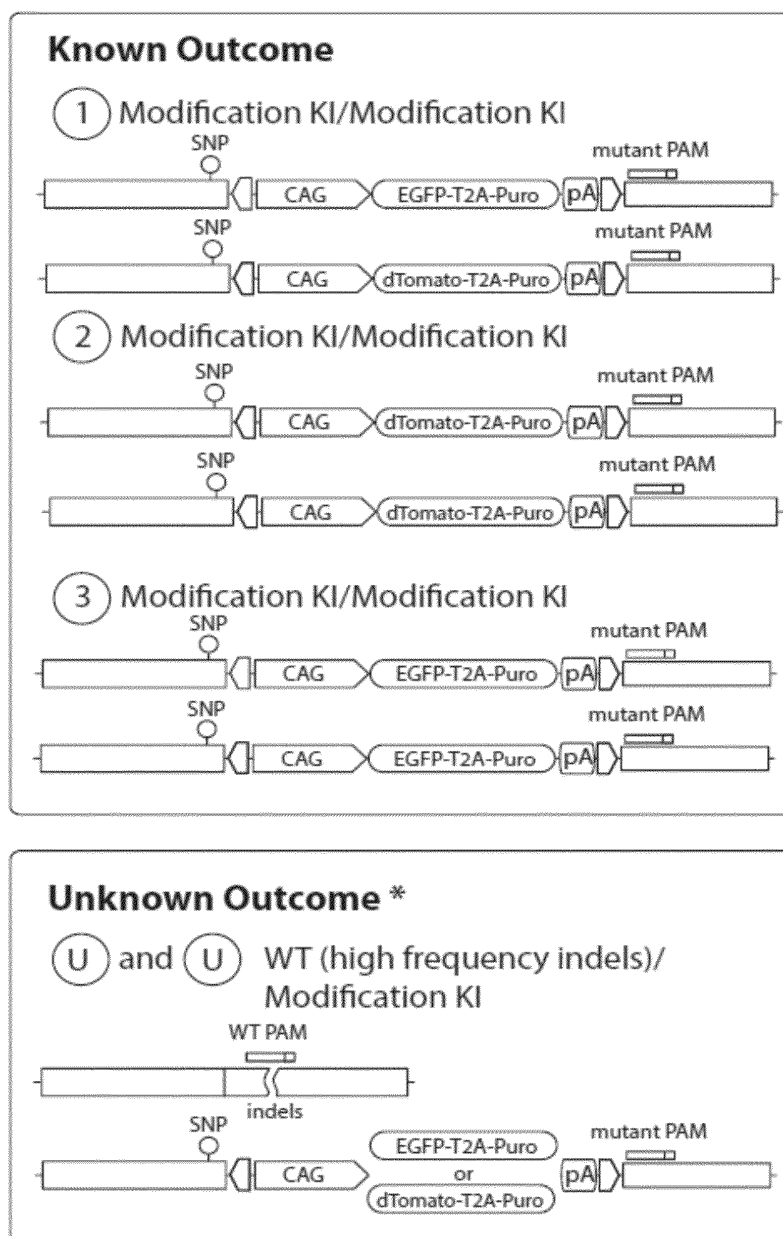 Known Outcome
1 Modification KI/Modification KI
SNP mutant PAM
CAG EGFP-T2A-Puro pA
SNP mutant PAM
CAG dTomato-T2A-Puro pA
2 Modification KI/Modification KI
SNP mutant PAM
CAG dTomato-T2A-Puro pA
SNP mutant PAM
CAG dTomato-T2A-Puro pA
3 Modification KI/Modification KI
SNP mutant PAM
CAG EGFP-T2A-Puro pA
SNP mutant PAM
CAG EGFP-T2A-Puro pA
Unknown Outcome *
U and U WT (high frequency indels)/
Modification KI
WT PAM
indels
SNP mutant PAM
EGFP-T2A-Puro
CAG or pA
dTomato-T2A-Puro